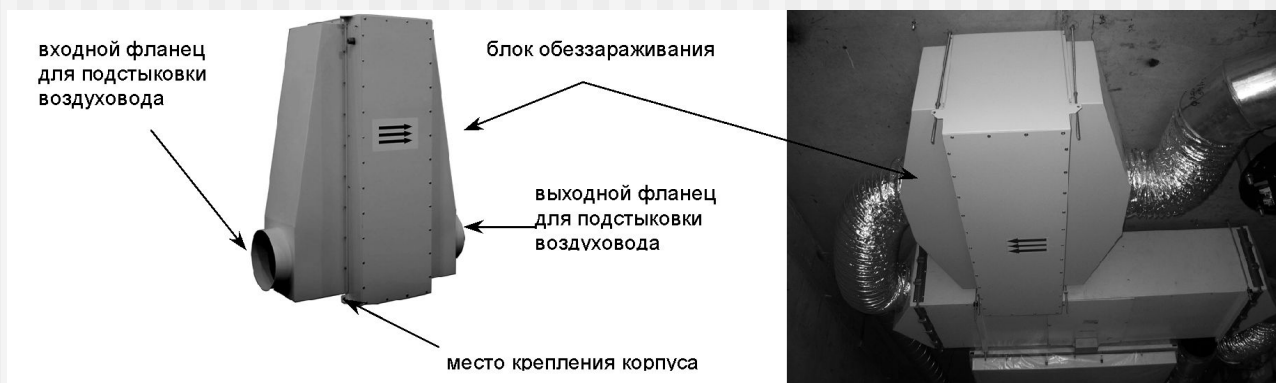 входной фланец
для подстыковки
воздуховода
блок обеззараживания
выходной фланец
для подстыковки
воздуховода
место крепления корпуса